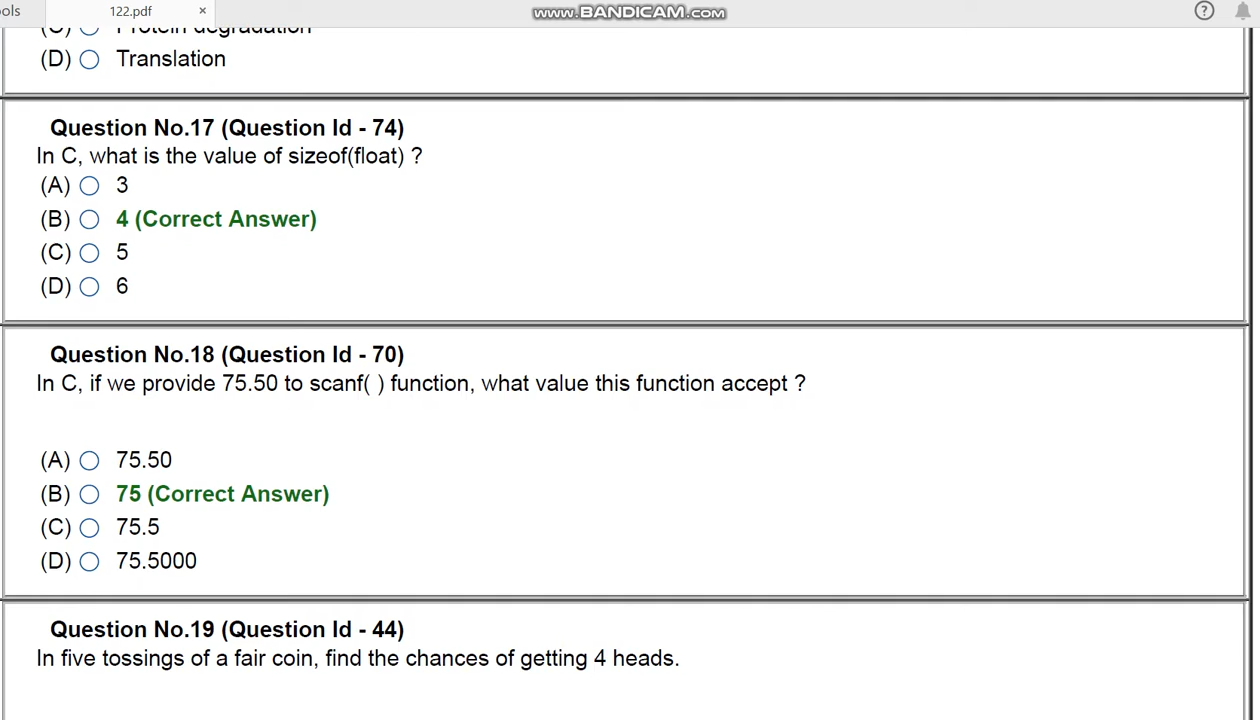 ools
122.pdf
×
www.BANDICAM.com
?
(C) Protein degradation
(D) Translation
Question No.17 (Question Id - 74)
In C, what is the value of sizeof(float) ?
(A) 3
(B) 4 (Correct Answer)
(C) 5
(D) 6
Question No.18 (Question Id - 70)
In C, if we provide 75.50 to scanf( ) function, what value this function accept ?
(A) 75.50
(B) 75 (Correct Answer)
(C) 75.5
(D) 75.5000
Question No.19 (Question Id - 44)
In five tossings of a fair coin, find the chances of getting 4 heads.